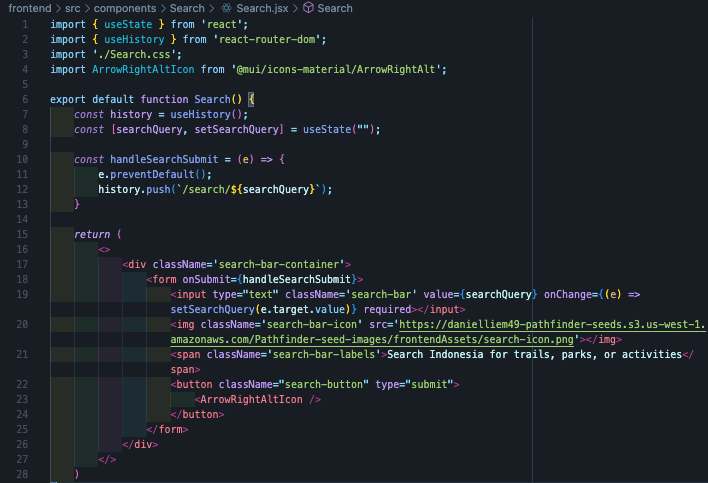 frontend > src > components > Search > Search.jsx > Search
1 import { useState } from 'react';
2 import { useHistory } from 'react-router-dom';
3 import './Search.css';
4 import ArrowRightAltIcon from '@mui/icons-material/ArrowRightAlt';
5
6 export default function Search() {
7 const history = useHistory();
8 const [searchQuery, setSearchQuery] = useState("");
9
10 const handleSearchSubmit = (e) => {
11 e.preventDefault();
12 history.push(`/search/${searchQuery}`);
13 }
14
15 return (
16 <>
17 <div className='search-bar-container'>
18 <form onSubmit={handleSearchSubmit}>
19 <input type="text" className='search-bar' value={searchQuery} onChange={(e) =>
setSearchQuery(e.target.value)} required></input>
20 <img className='search-bar-icon' src='https://danielliem49-pathfinder-seeds.s3.us-west-1.
amazonaws.com/Pathfinder-seed-images/frontendAssets/search-icon.png'></img>
21 <span className='search-bar-labels'>Search Indonesia for trails, parks, or activities</
span>
22 <button className="search-button" type="submit">
23 <ArrowRightAltIcon />
24 </button>
25 </form>
26 </div>
27 </>
28 )